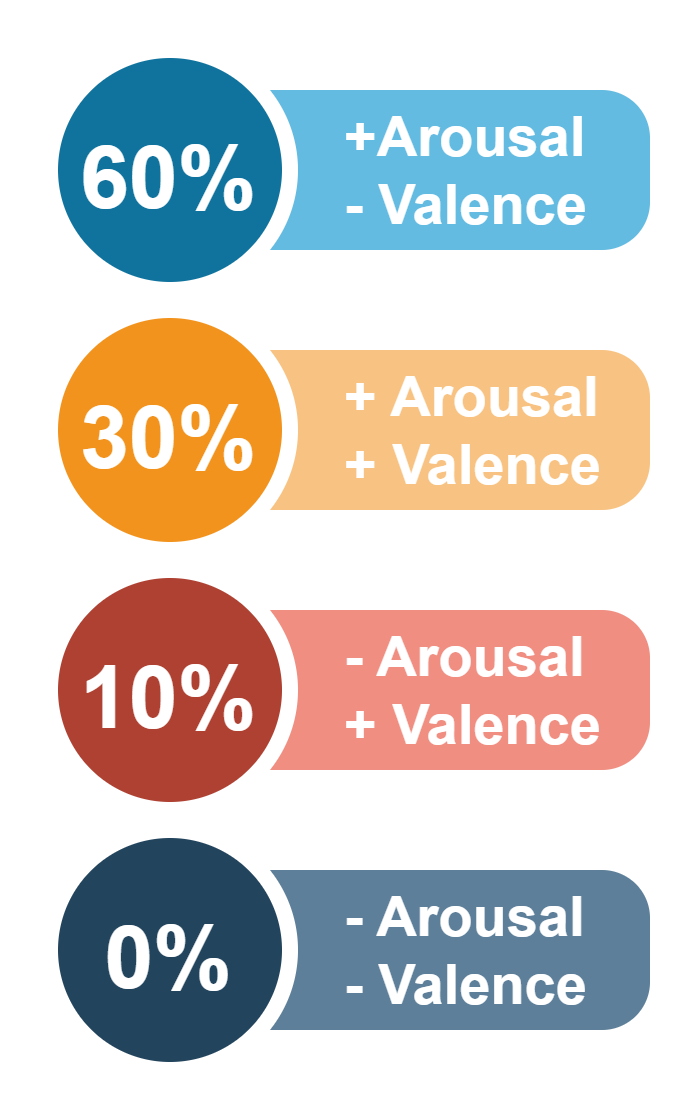 60%
+Arousal
- Valence
30%
+ Arousal
+ Valence
10%
- Arousal
+ Valence
0%
- Arousal
- Valence